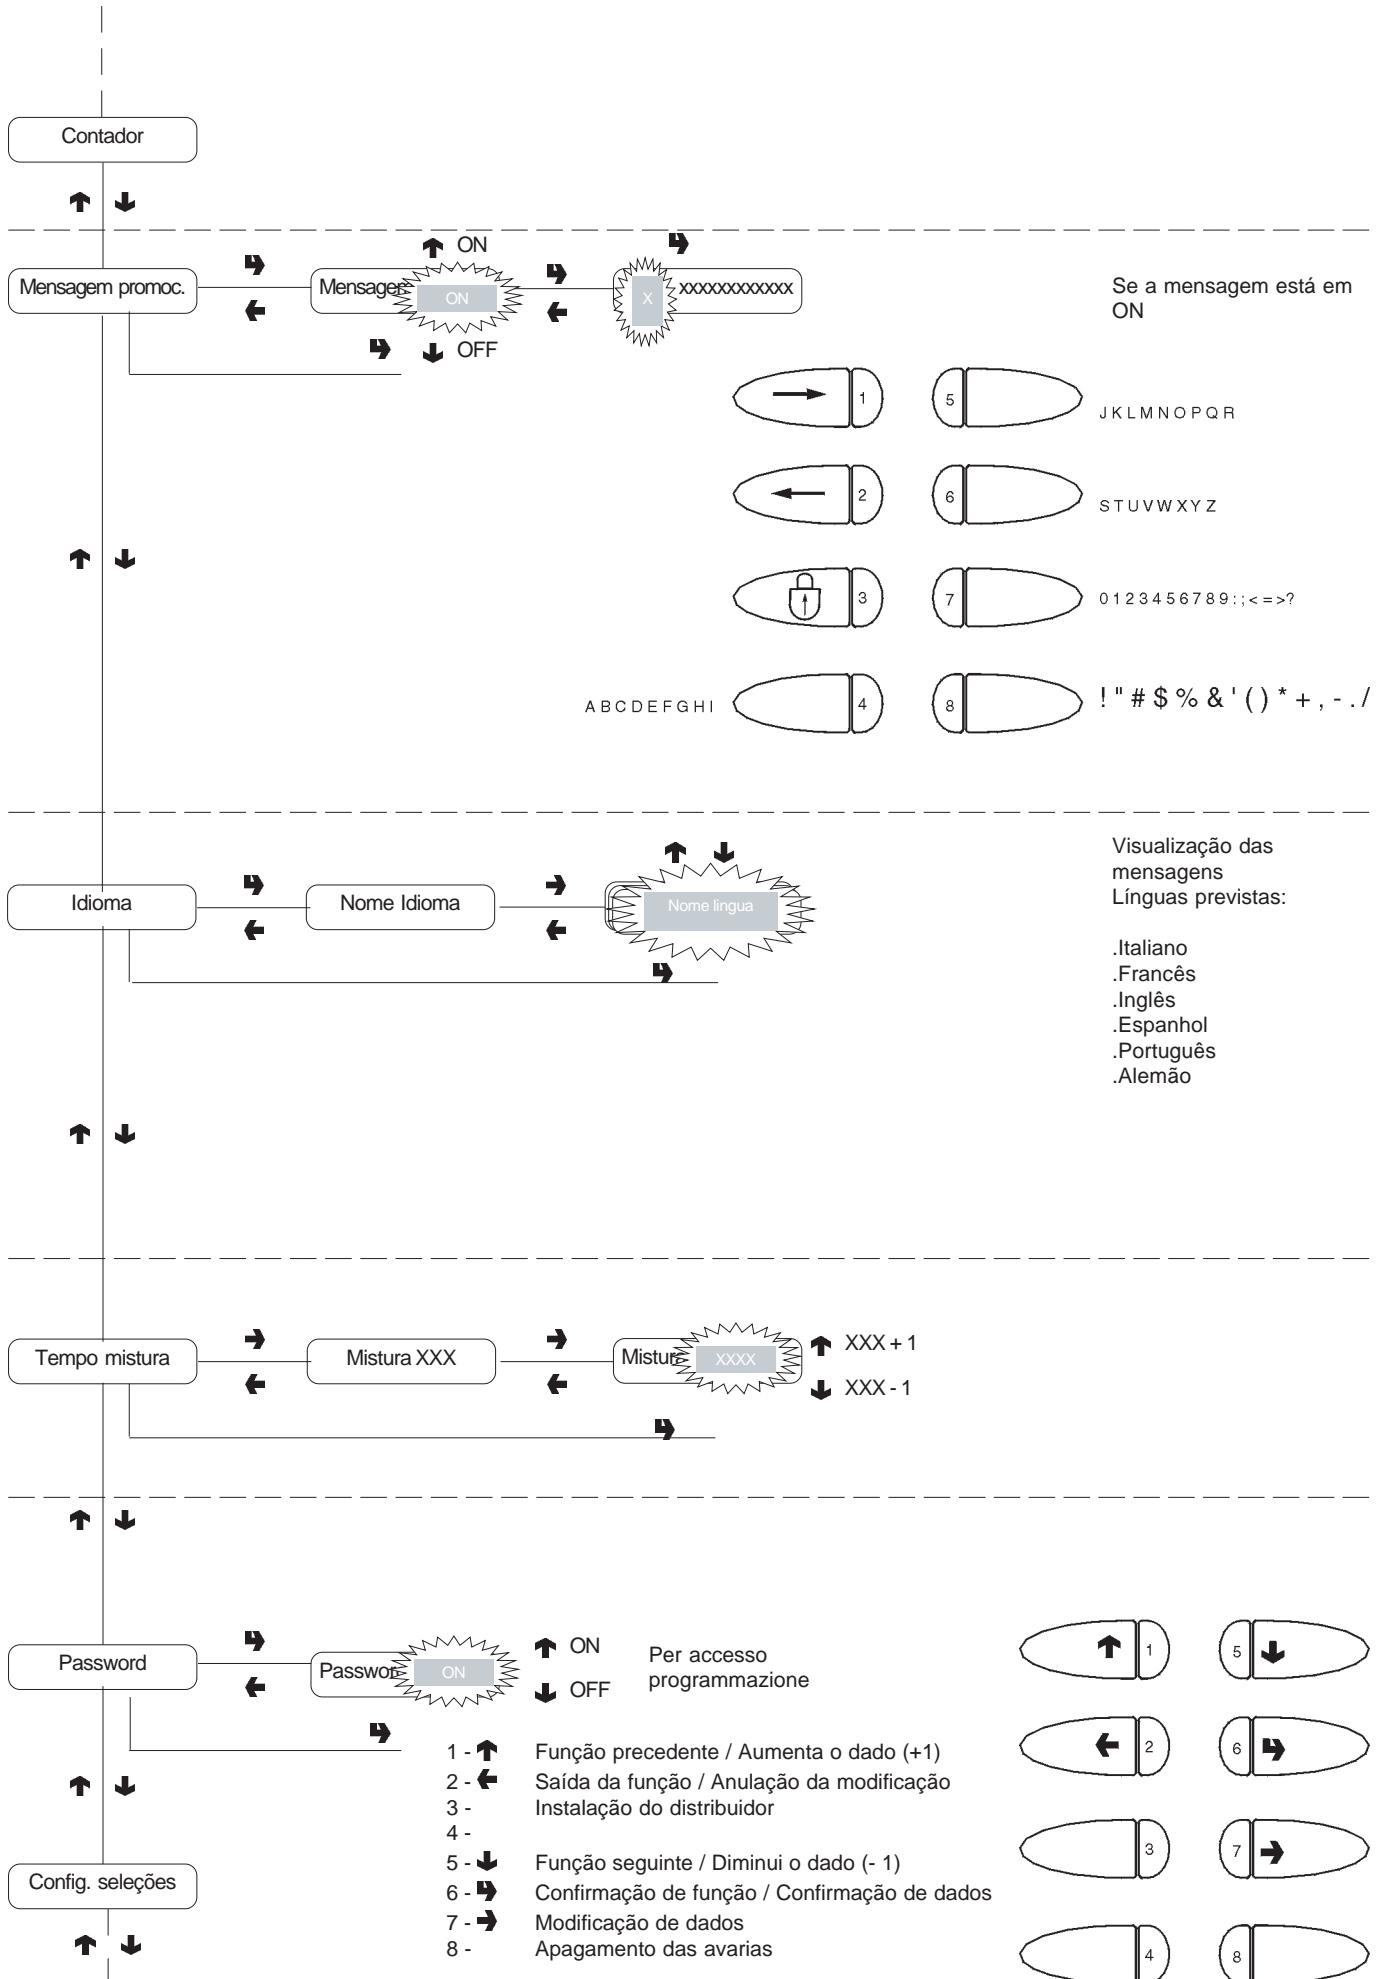 Contador
ON
Mensagem promoc.
Mensagem
ON
X
xxxxxxxxxxxx
Se a mensagem está em
ON
OFF
1
5
JKLMNOPQR
2
6
STUVWXYZ
3
7
0123456789:;<=>?
ABCDEFGHI
4
8
! " # $ % & ' ( ) * + , - . /
Visualização das
mensagens
Línguas previstas:
.Italiano
.Francês
.Inglês
.Espanhol
.Português
.Alemão
Idioma
Nome Idioma
Nome lingua
Tempo mistura
Mistura XXX
Mistura
XXXX
XXX + 1
XXX - 1
Password
Passwor
ON
ON
OFF
Per accesso
programmazione
1 - Função precedente / Aumenta o dado (+1)
2 - Saída da função / Anulação da modificação
3 - Instalação do distribuidor
4 -
5 - Função seguinte / Diminui o dado (- 1)
6 - Confirmação de função / Confirmação de dados
7 - Modificação de dados
8 - Apagamento das avarias
Config. seleções
1
5
2
6
3
7
4
8